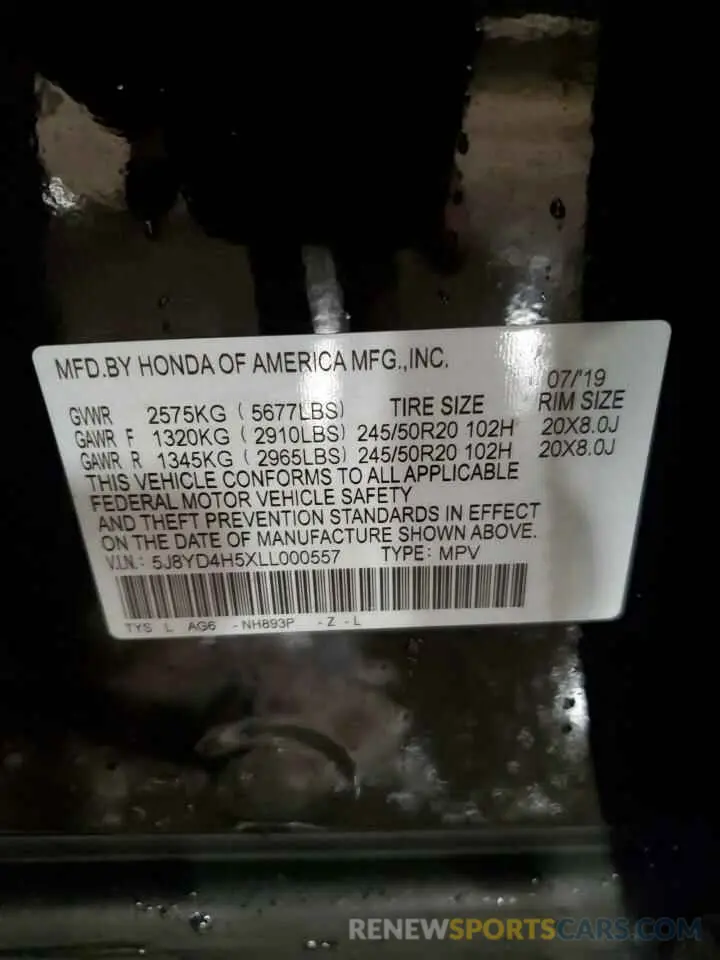 MFD.BY HONDA OF AMERICA MFG.,INC.
07/'19
GVWR 2575KG ( 5677LBS) TIRE SIZE RIM SIZE
GAWR F 1320KG ( 2910LBS) 245/50R20 102H 20X8.0J
GAWR R 1345KG ( 2965LBS) 245/50R20 102H 20X8.0J
THIS VEHICLE CONFORMS TO ALL APPLICABLE
FEDERAL MOTOR VEHICLE SAFETY
AND THEFT PREVENTION STANDARDS IN EFFECT
ON THE DATE OF MANUFACTURE SHOWN ABOVE.
V.I.N.: 5J8YD4H5XLL000557 TYPE: MPV
TYS L AG6 -NH893P -Z -L
RENEWSPORTSCARS.COM